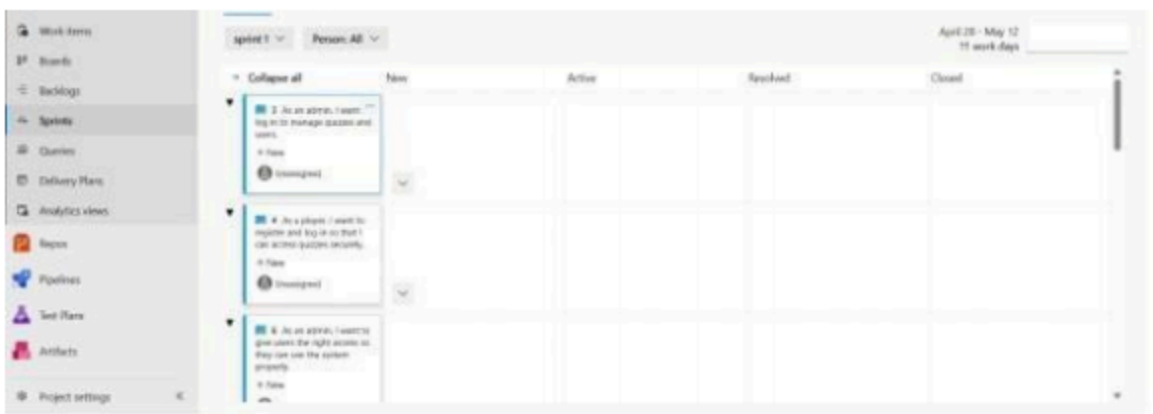 Work items
Boards
Backlogs
Sprints
Queries
Delivery Plans
Analytics views
Repos
Pipelines
Test Plans
Artifacts
Project settings
sprint 1
Person: All
April 28 - May 12
11 work days
Collapse all
New
Active
Resolved
Closed
3 As an admin, I want
log in to manage quizzes and
users.
+ New
Unassigned
4 As a player, I want to
register and log in so that I
can access quizzes securely.
+ New
Unassigned
6 As an admin, I want to
give users the right access so
they can use the system
properly.
+ New